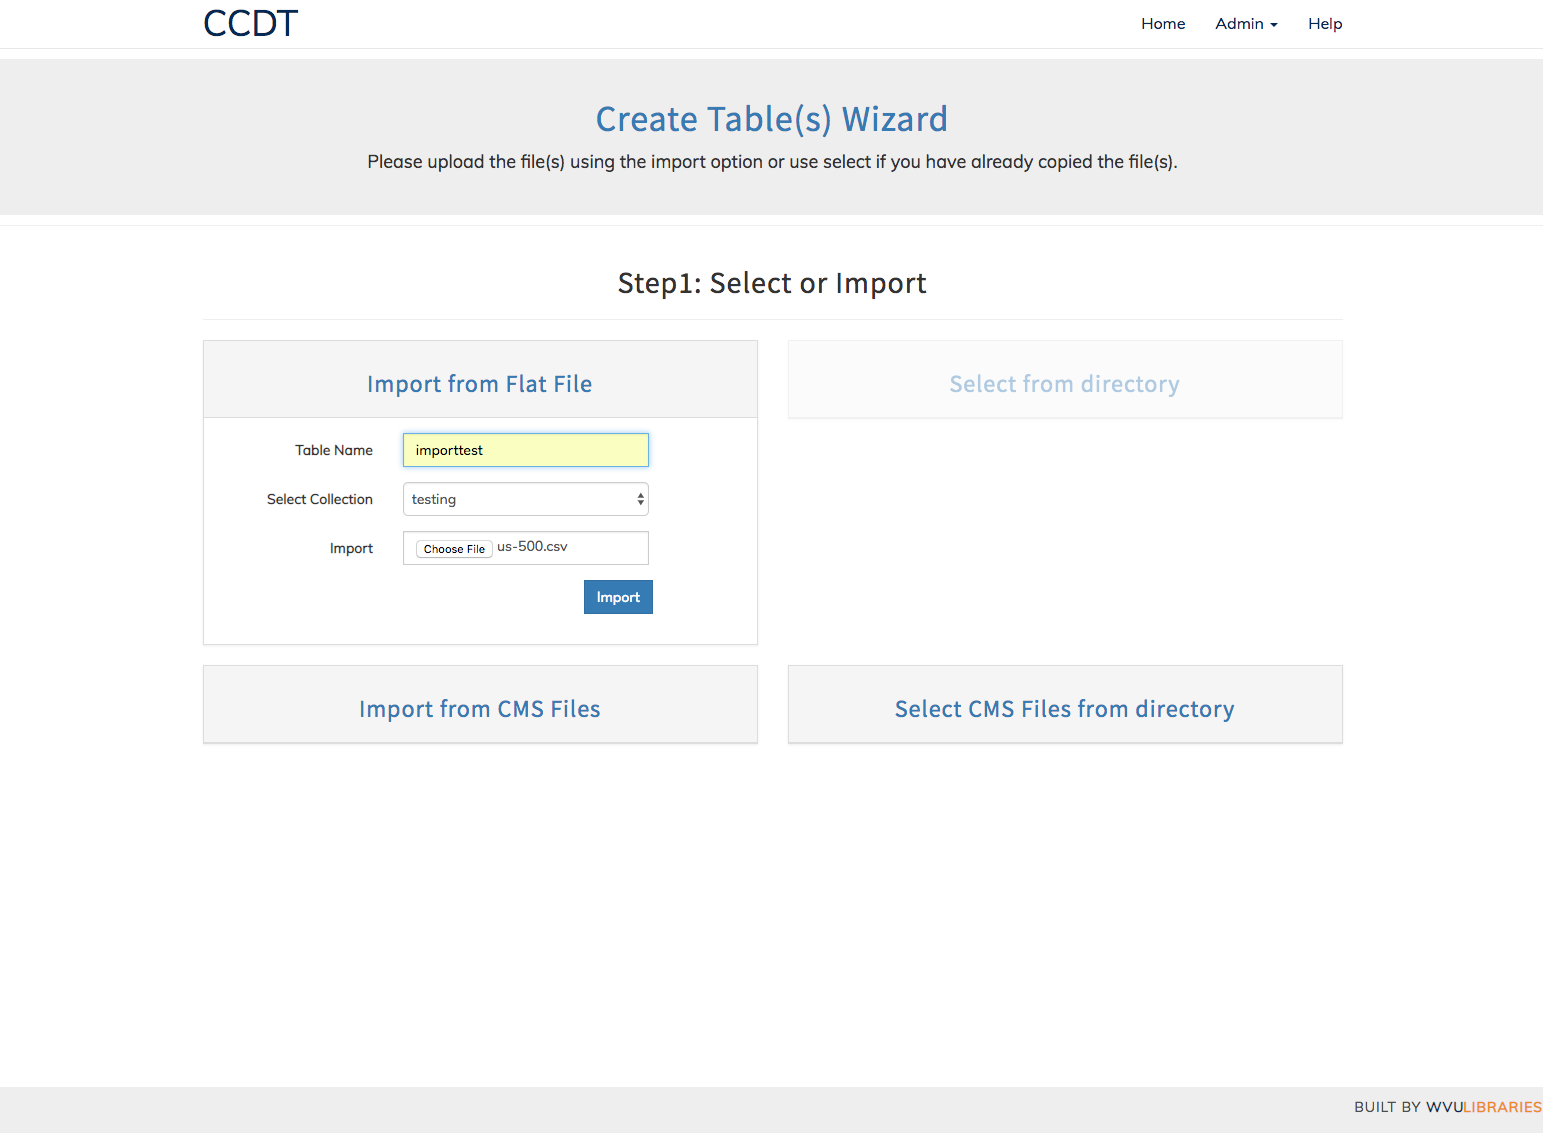 CCDT
Home Admin Help
Create Table(s) Wizard
Please upload the file(s) using the import option or use select if you have already copied the file(s).
Step1: Select or Import
Import from Flat File
Select from directory
Table Name importtest
Select Collection testing
Import Choose File us-500.csv
Import
Import from CMS Files
Select CMS Files from directory
BUILT BY WVULIBRARIES